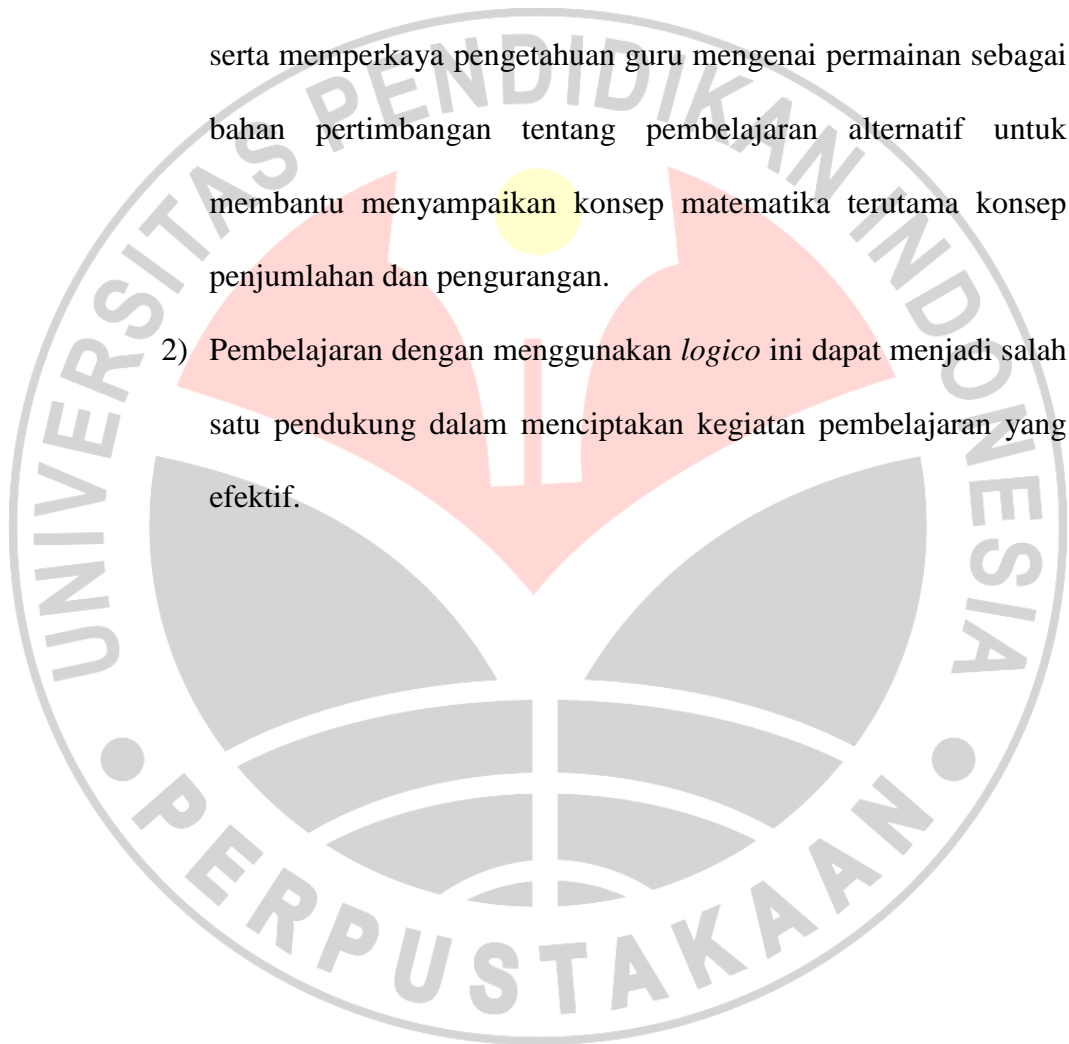 serta memperkaya pengetahuan guru mengenai permainan sebagai
bahan pertimbangan tentang pembelajaran alternatif untuk
membantu menyampaikan konsep matematika terutama konsep
penjumlahan dan pengurangan.
2) Pembelajaran dengan menggunakan logico ini dapat menjadi salah
satu pendukung dalam menciptakan kegiatan pembelajaran yang
efektif.
UNIVERSITAS PENDIDIKAN INDONESIA
PERPUSTAKAAN